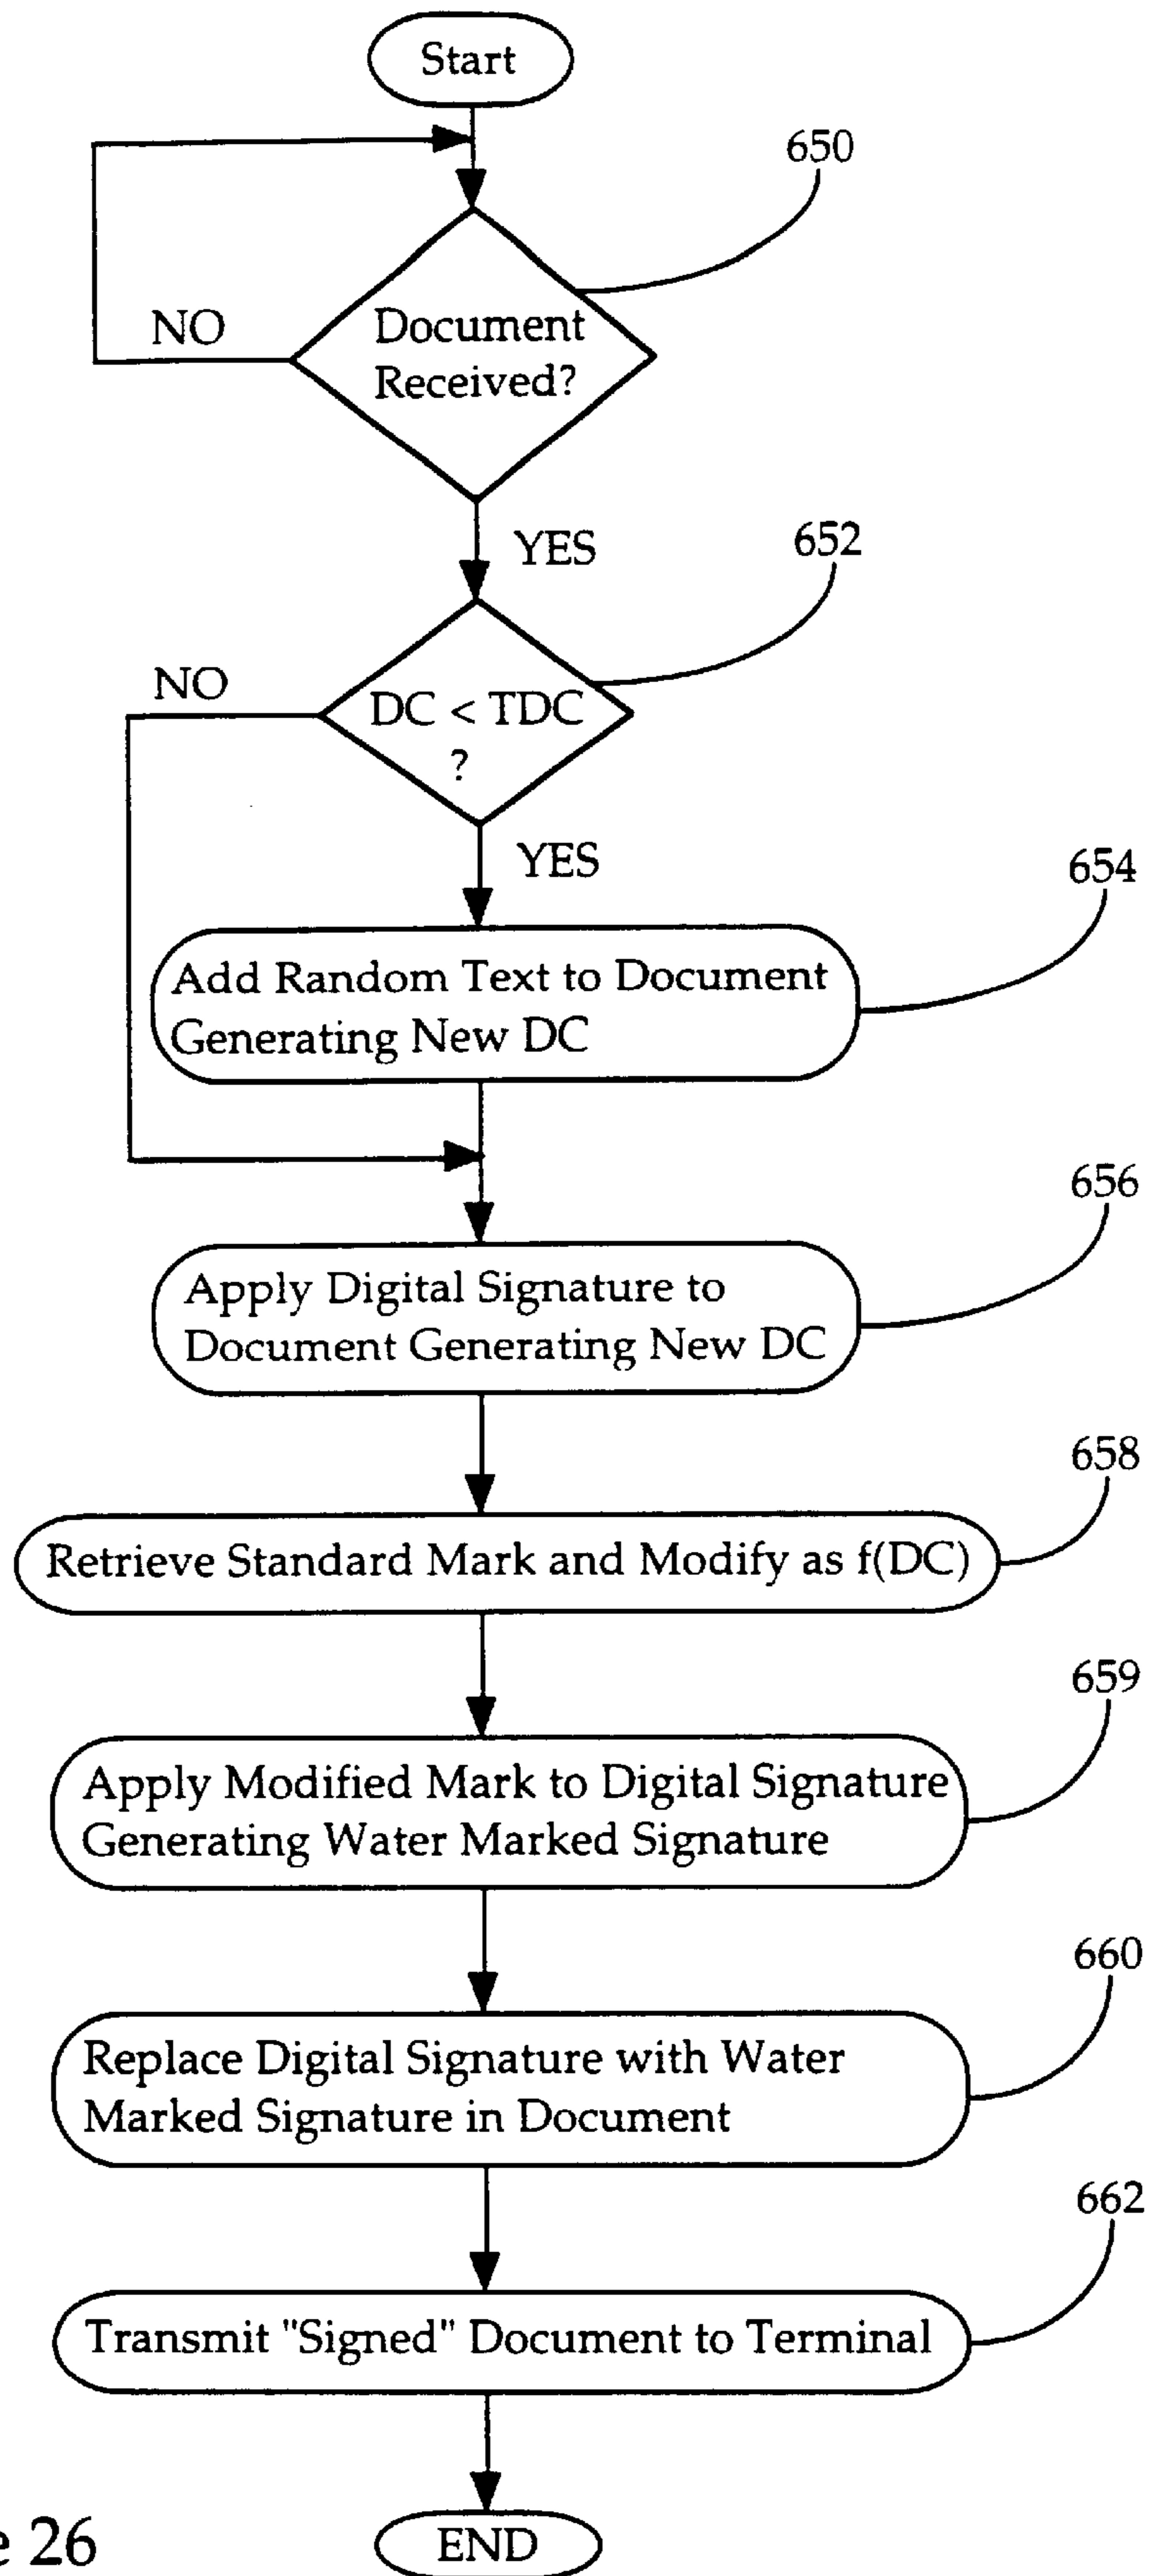 Start
650
NO
Document
Received?
YES
652
NO
DC < TDC
?
YES
654
Add Random Text to Document
Generating New DC
656
Apply Digital Signature to
Document Generating New DC
658
Retrieve Standard Mark and Modify as f(DC)
659
Apply Modified Mark to Digital Signature
Generating Water Marked Signature
660
Replace Digital Signature with Water
Marked Signature in Document
662
Transmit "Signed" Document to Terminal
END
26